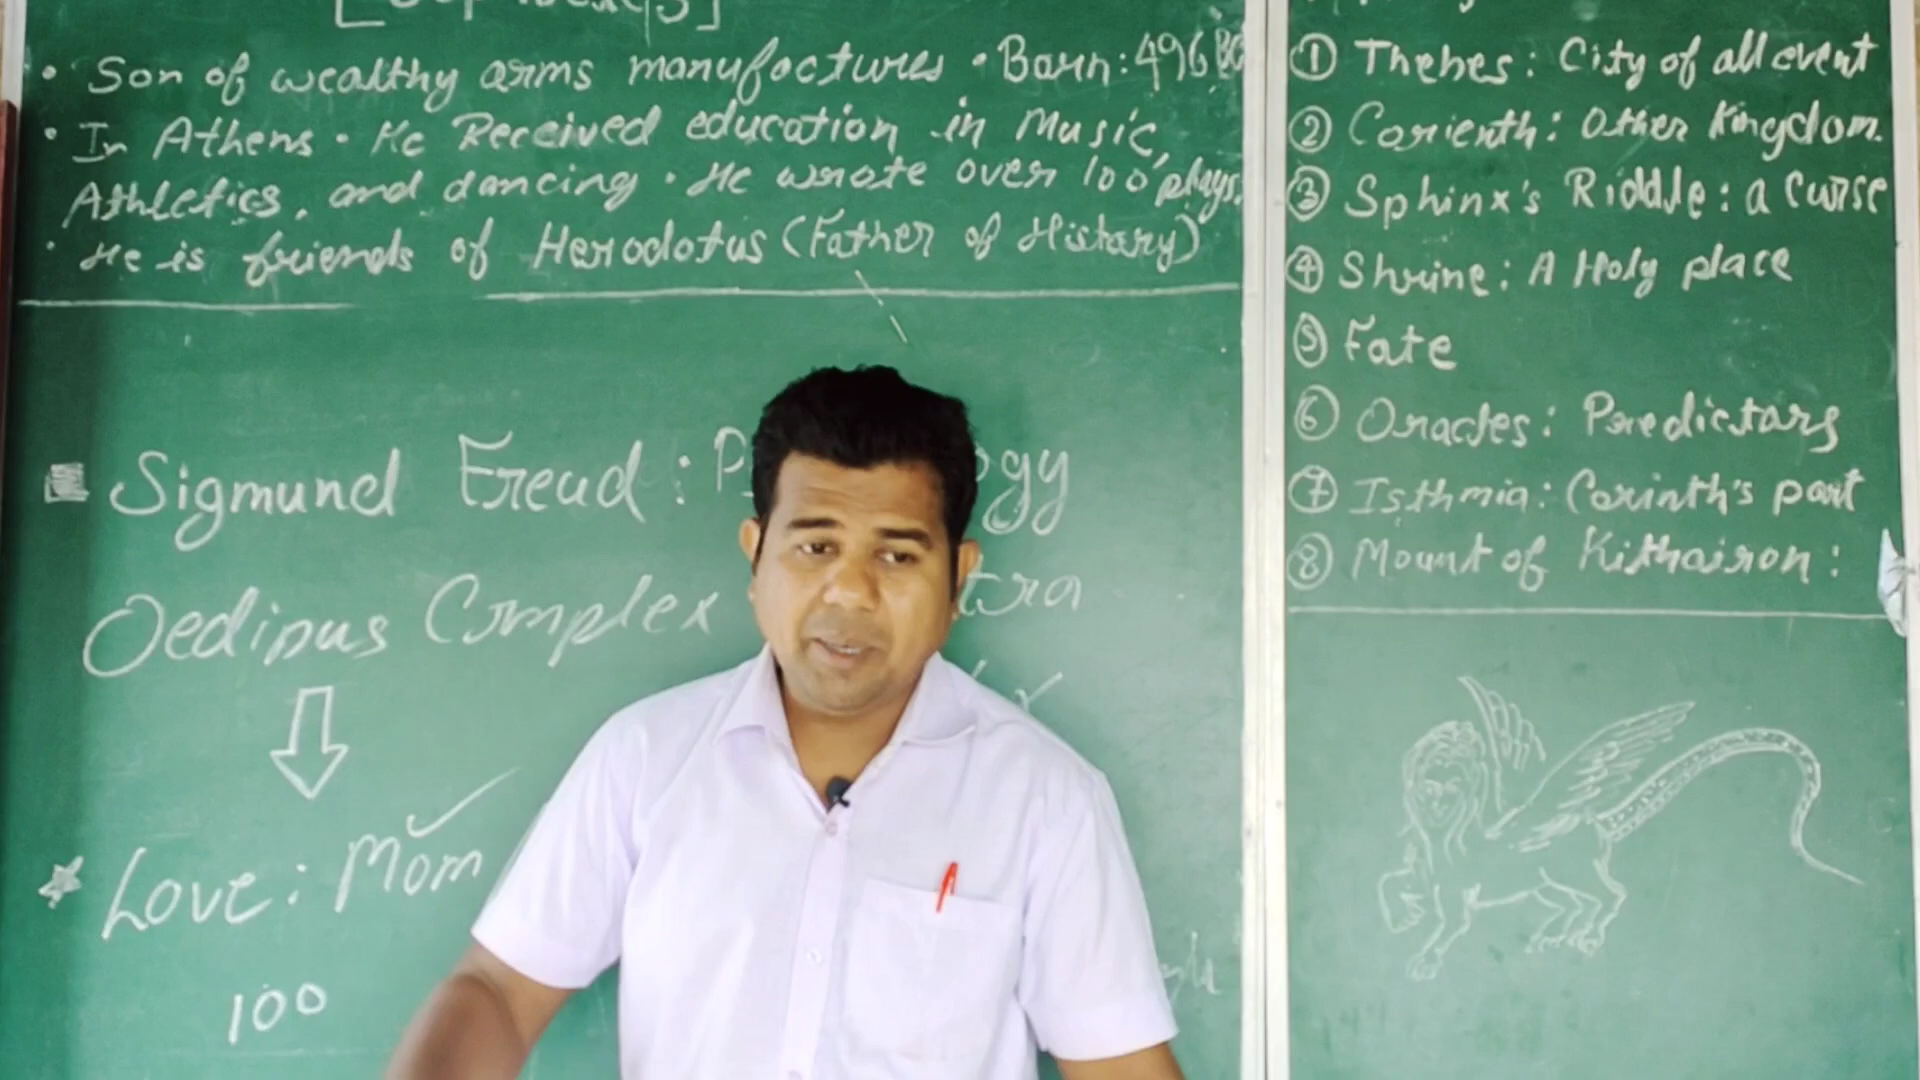 • Son of wealthy arms manufactures • Born: 496 BC
• In Athens • He Received education in Music,
Athletics, and dancing • He wrote over 100 plays.
• He is friends of Herodotus (Father of History)
Sigmund Freud :
Oedipus Complex
Love : Mom
100
① Thebes : City of all event
② Corienth : Other Kingdom.
③ Sphinx's Riddle : a Curse
④ Shrine : A Holy place
⑤ Fate
⑥ Oracles : Predictors
⑦ Isthmia : Corinth's part
⑧ Mount of Kithairon :